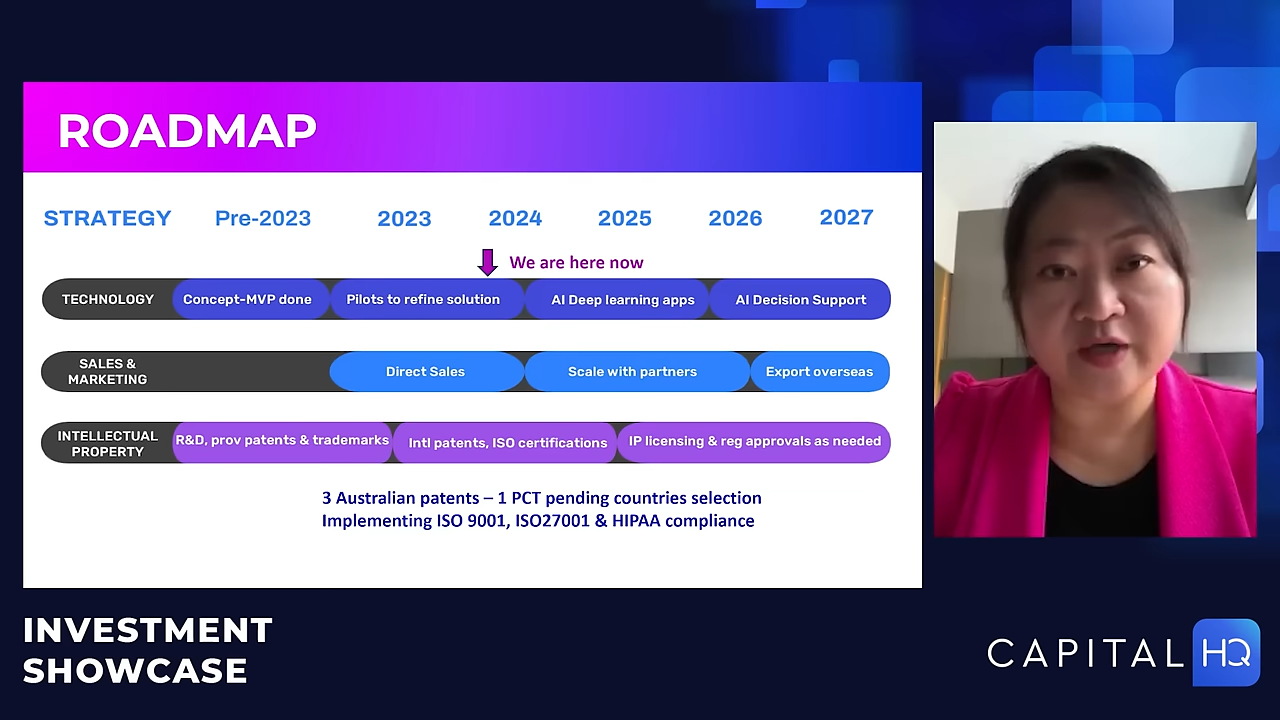 ROADMAP
STRATEGY Pre-2023 2023 2024 2025 2026 2027
We are here now
TECHNOLOGY Concept-MVP done Pilots to refine solution AI Deep learning apps AI Decision Support
SALES &
MARKETING Direct Sales Scale with partners Export overseas
INTELLECTUAL
PROPERTY R&D, prov patents & trademarks Intl patents, ISO certifications IP licensing & reg approvals as needed
3 Australian patents – 1 PCT pending countries selection
Implementing ISO 9001, ISO27001 & HIPAA compliance
INVESTMENT
SHOWCASE
CAPITAL HQ